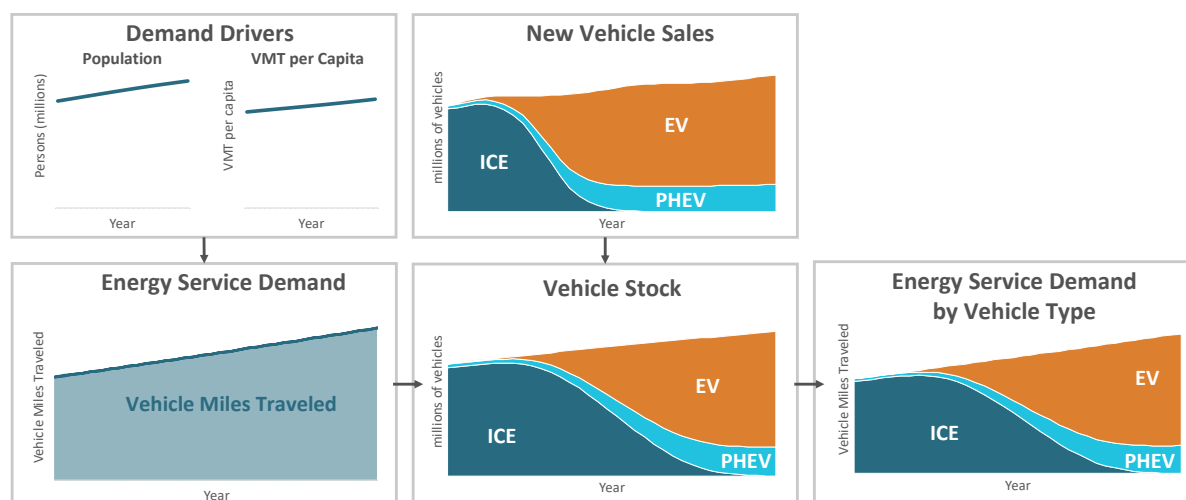 Demand Drivers
Population
VMT per Capita
Persons (millions)
VMT per capita
Year
Year
New Vehicle Sales
millions of vehicles
EV
ICE
PHEV
Year
Energy Service Demand
Vehicle Miles Traveled
Vehicle Miles Traveled
Year
Vehicle Stock
millions of vehicles
EV
ICE
PHEV
Year
Energy Service Demand
by Vehicle Type
Vehicle Miles Traveled
EV
ICE
PHEV
Year